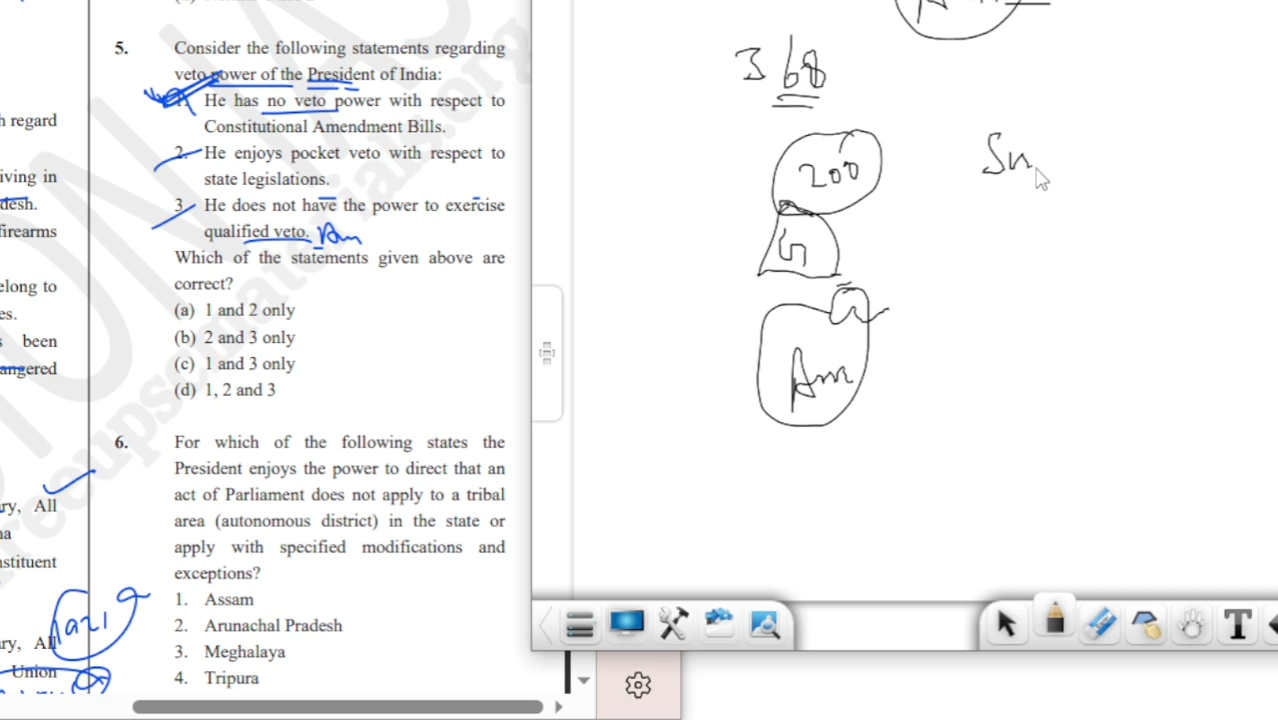 h regard
iving in
desh.
firearms
elong to
es.
been
angered
ry, All
na
nstituent
1921
ry, All
Union
5. Consider the following statements regarding
veto power of the President of India:
He has no veto power with respect to
Constitutional Amendment Bills.
2. He enjoys pocket veto with respect to
state legislations.
3. He does not have the power to exercise
qualified veto. Am
Which of the statements given above are
correct?
(a) 1 and 2 only
(b) 2 and 3 only
(c) 1 and 3 only
(d) 1, 2 and 3
6. For which of the following states the
President enjoys the power to direct that an
act of Parliament does not apply to a tribal
area (autonomous district) in the state or
apply with specified modifications and
exceptions?
1. Assam
2. Arunachal Pradesh
3. Meghalaya
4. Tripura
368
200
Sn
G
Am
T